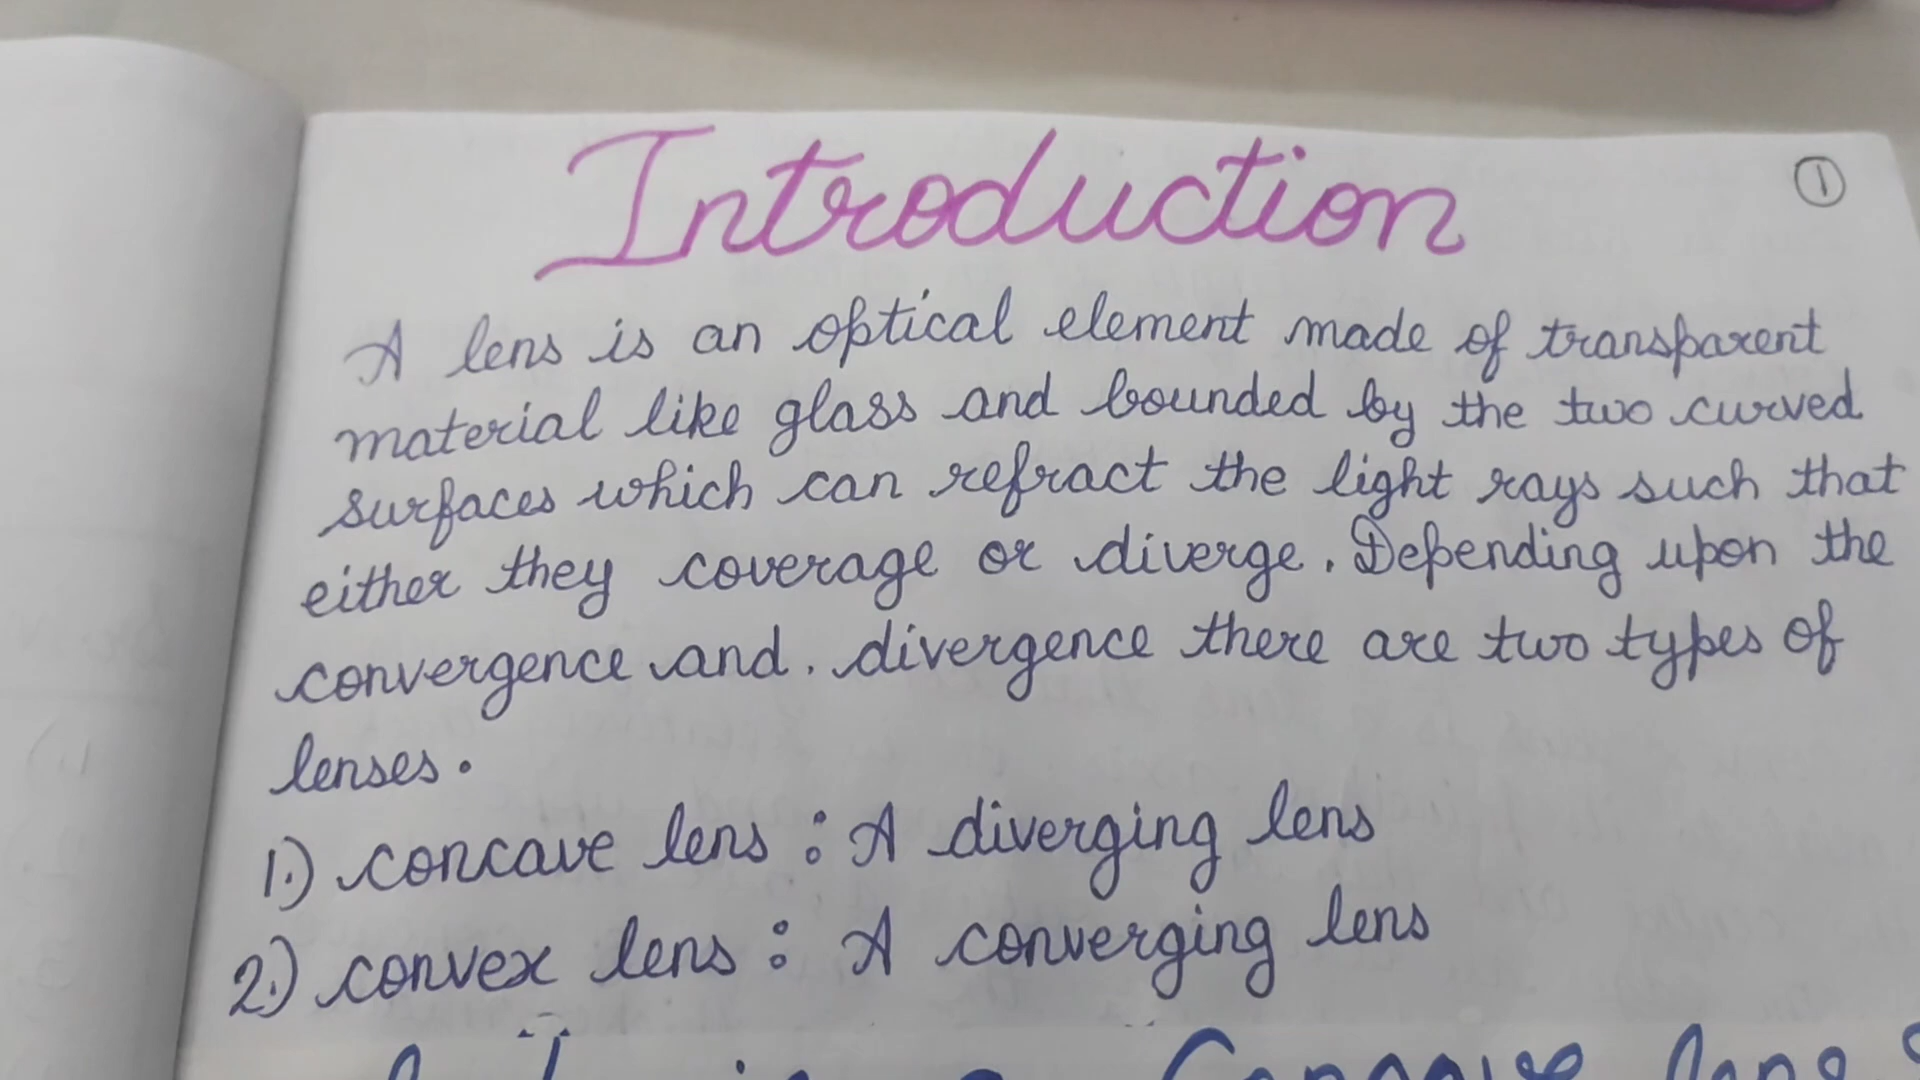 Introduction
1
A lens is an optical element made of transparent
material like glass and bounded by the two curved
surfaces which can refract the light rays such that
either they coverage or diverge. Depending upon the
convergence and. divergence there are two types of
lenses.
1.) concave lens : A diverging lens
2.) convex lens : A converging lens
Concave lens